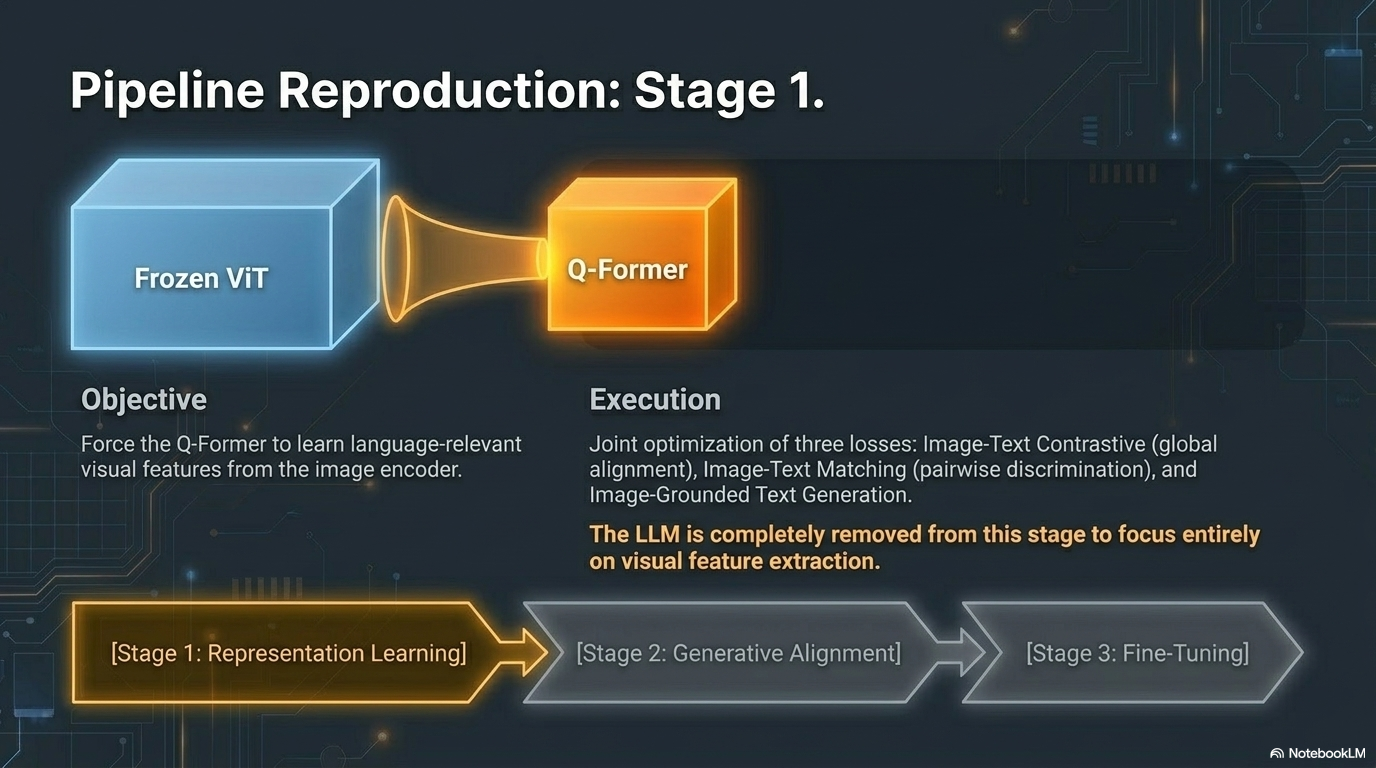 Pipeline Reproduction: Stage 1.
Frozen ViT
Q-Former
Objective
Force the Q-Former to learn language-relevant
visual features from the image encoder.
Execution
Joint optimization of three losses: Image-Text Contrastive (global
alignment), Image-Text Matching (pairwise discrimination), and
Image-Grounded Text Generation.
The LLM is completely removed from this stage to focus entirely
on visual feature extraction.
[Stage 1: Representation Learning]
[Stage 2: Generative Alignment]
[Stage 3: Fine-Tuning]
NotebookLM